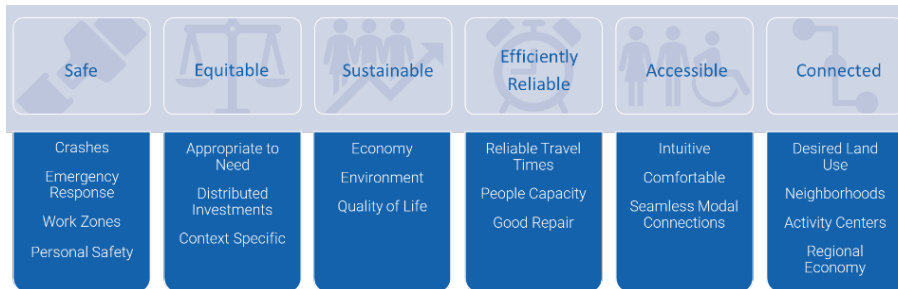 Safe
Equitable
Sustainable
Efficiently
Reliable
Accessible
Connected
Crashes
Emergency
Response
Work Zones
Personal Safety
Appropriate to
Need
Distributed
Investments
Context Specific
Economy
Environment
Quality of Life
Reliable Travel
Times
People Capacity
Good Repair
Intuitive
Comfortable
Seamless Modal
Connections
Desired Land
Use
Neighborhoods
Activity Centers
Regional
Economy